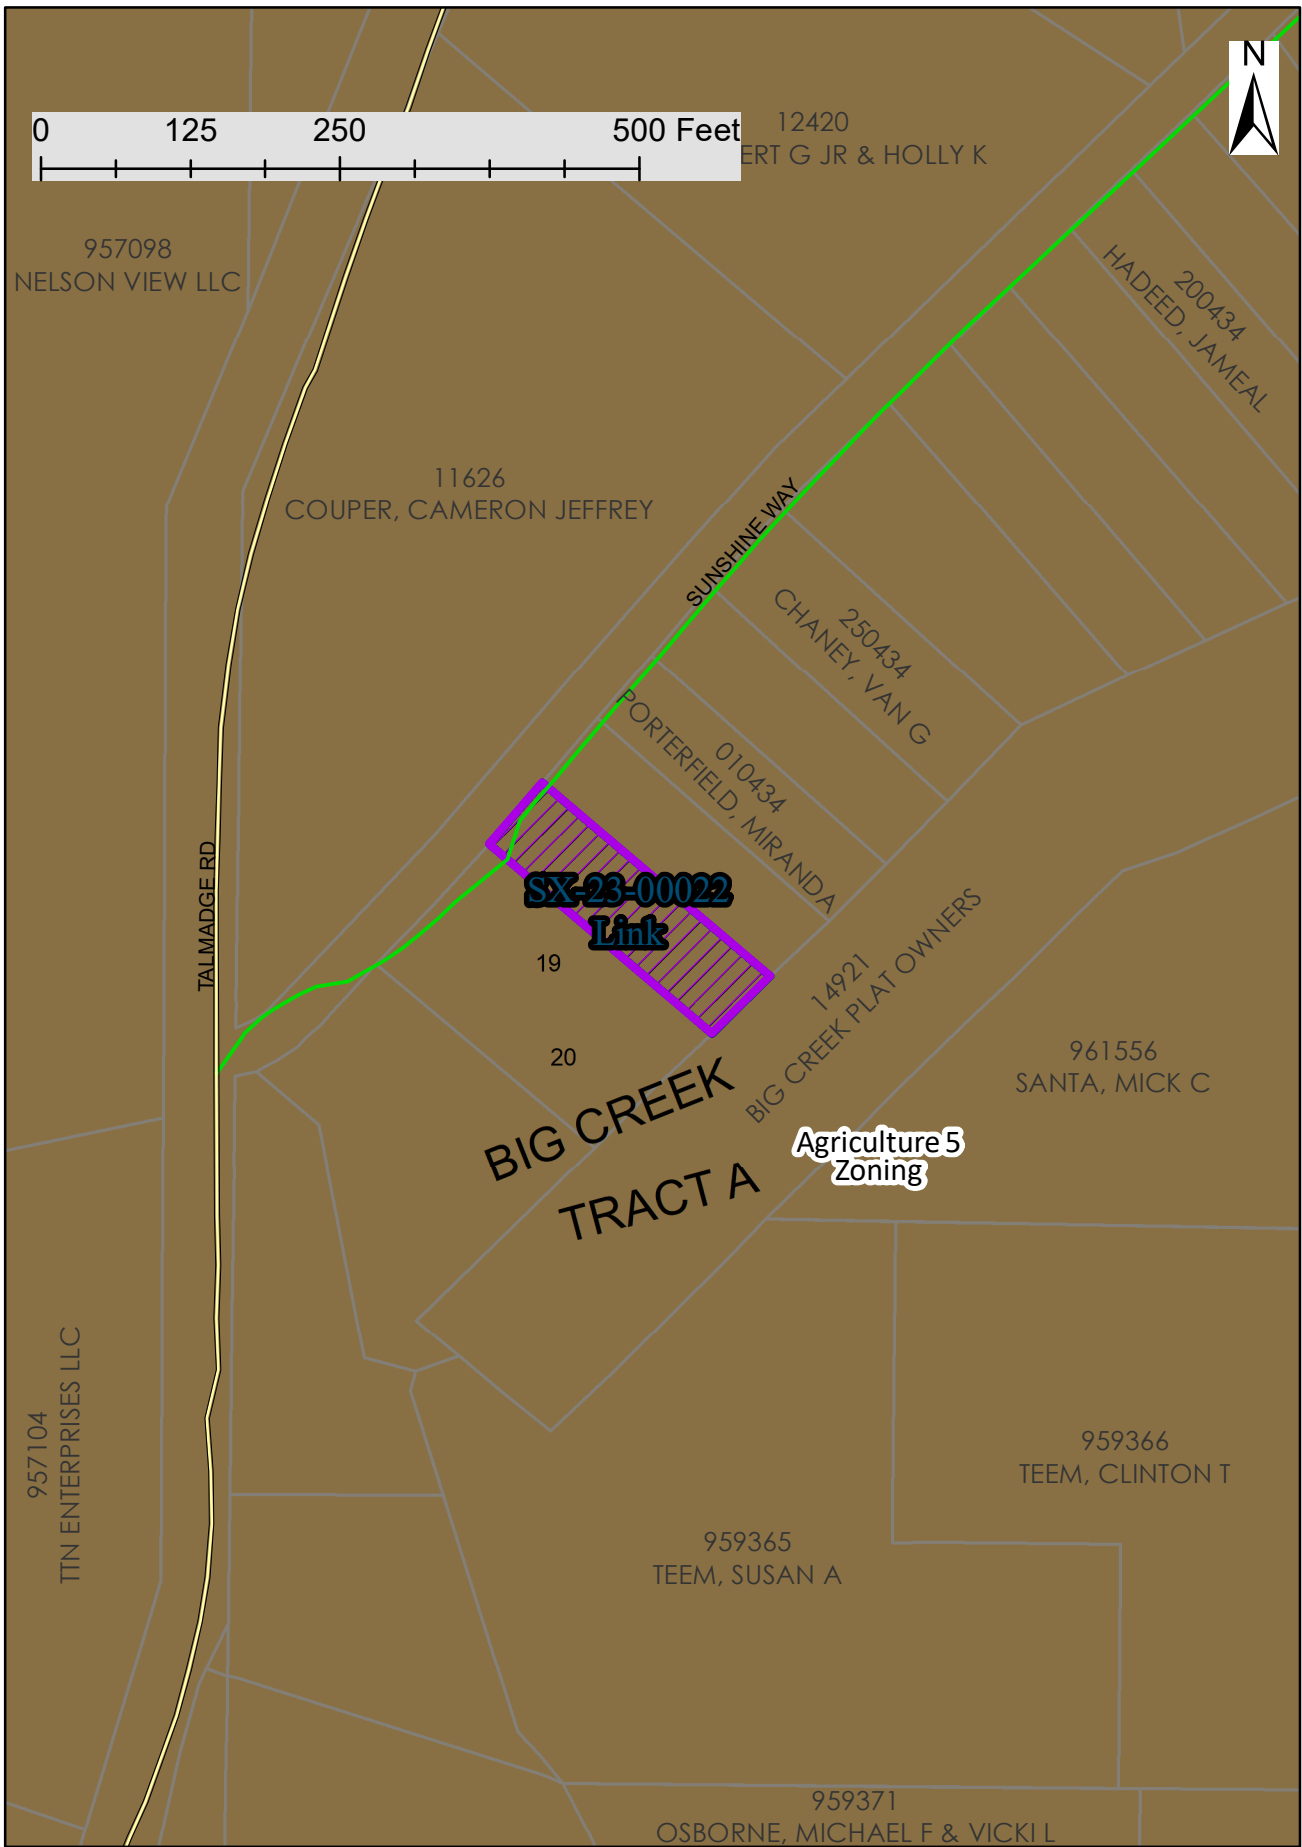 N
0 125 250 500 Feet
12420
ERT G JR & HOLLY K
957098
NELSON VIEW LLC
200434
HADEED, JAMEAL
11626
COUPER, CAMERON JEFFREY
SUNSHINE WAY
250434
CHANEY, VAN G
010434
PORTERFIELD, MIRANDA
TALMADGE RD
SX-23-00022
Link
19
20
14921
BIG CREEK PLAT OWNERS
961556
SANTA, MICK C
BIG CREEK
TRACT A
Agriculture 5
Zoning
957104
TTN ENTERPRISES LLC
959366
TEEM, CLINTON T
959365
TEEM, SUSAN A
959371
OSBORNE, MICHAEL F & VICKI L